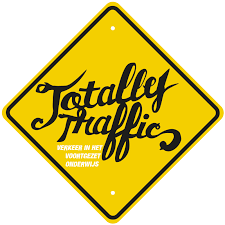 Totally
Traffic
VERKEER IN HET
VOORTGEZET
ONDERWIJS